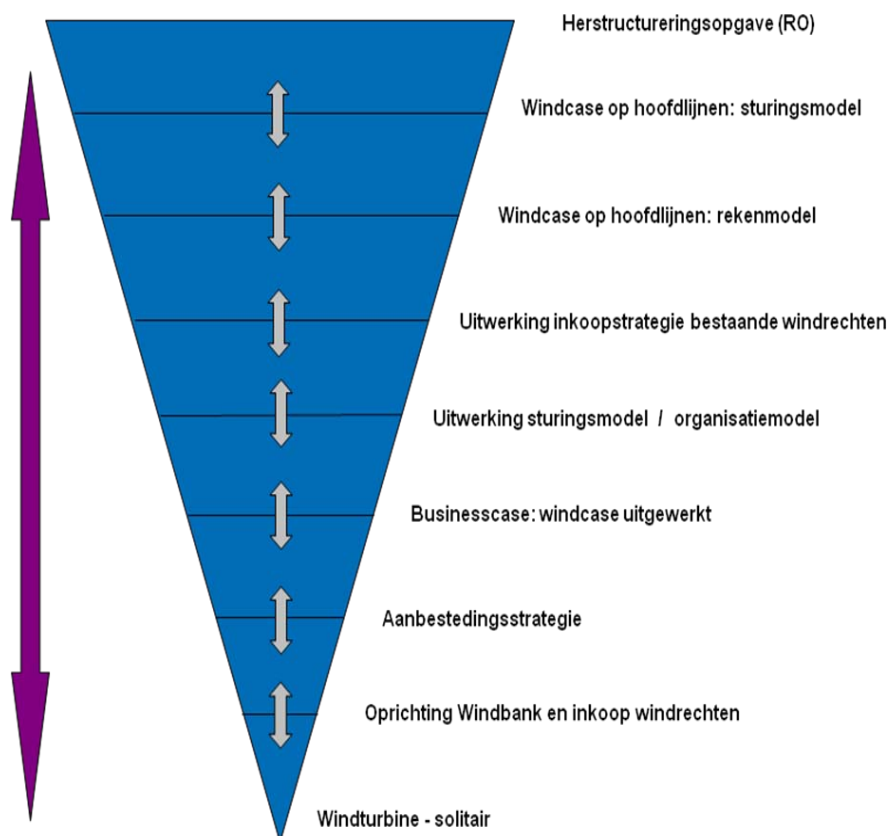 Herstructureringsopgave (RO)
Windcase op hoofdlijnen: sturingsmodel
Windcase op hoofdlijnen: rekenmodel
Uitwerking inkoopstrategie bestaande windrechten
Uitwerking sturingsmodel / organisatiemodel
Businesscase: windcase uitgewerkt
Aanbestedingsstrategie
Oprichting Windbank en inkoop windrechten
Windturbine - solitair